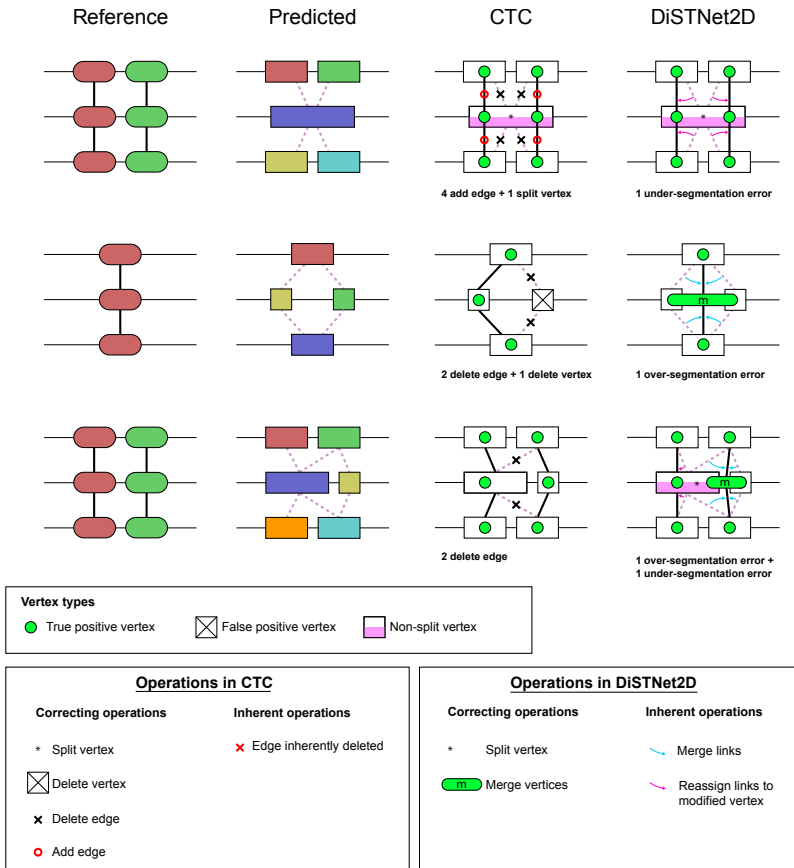 Reference Predicted CTC DiSTNet2D
4 add edge + 1 split vertex 1 under-segmentation error
m
2 delete edge + 1 delete vertex 1 over-segmentation error
m
2 delete edge 1 over-segmentation error +
1 under-segmentation error
Vertex types
True positive vertex False positive vertex Non-split vertex
Operations in CTC
Correcting operations Inherent operations
* Split vertex Edge inherently deleted
Delete vertex
Delete edge
Add edge
Operations in DiSTNet2D
Correcting operations Inherent operations
* Split vertex Merge links
m Merge vertices Reassign links to
modified vertex